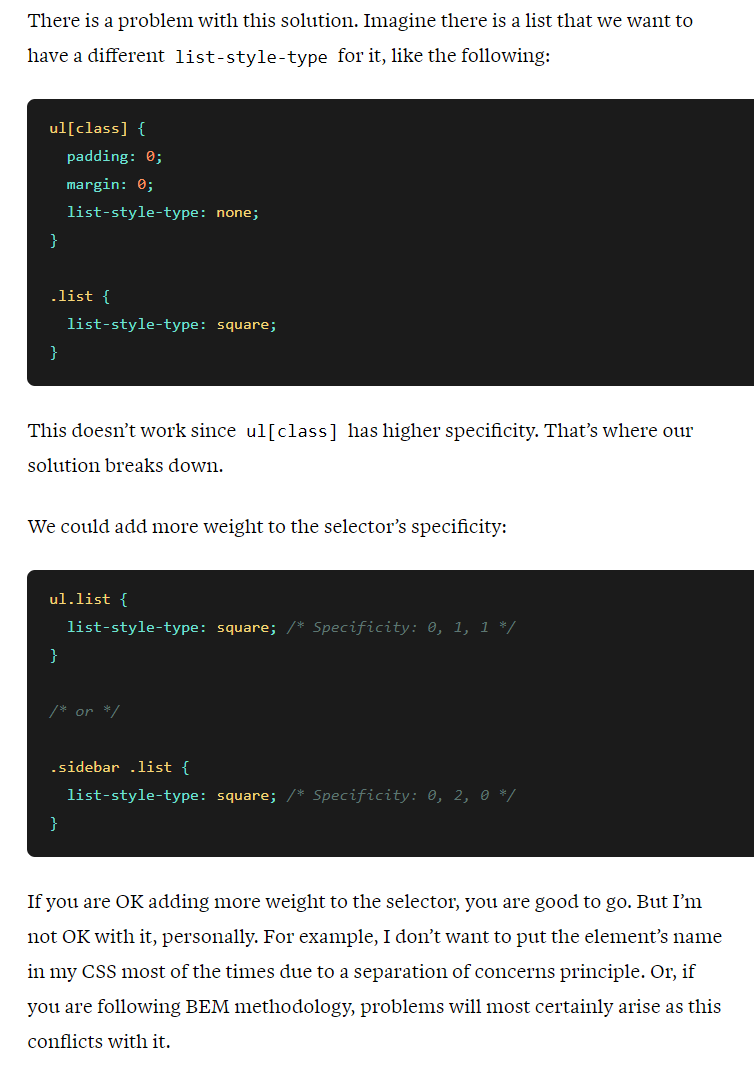 There is a problem with this solution. Imagine there is a list that we want to
have a different list-style-type for it, like the following:
ul[class] {
  padding: 0;
  margin: 0;
  list-style-type: none;
}
.list {
  list-style-type: square;
}
This doesn’t work since ul[class] has higher specificity. That’s where our
solution breaks down.
We could add more weight to the selector’s specificity:
ul.list {
  list-style-type: square; /* Specificity: 0, 1, 1 */
}
/* or */
.sidebar .list {
  list-style-type: square; /* Specificity: 0, 2, 0 */
}
If you are OK adding more weight to the selector, you are good to go. But I’m
not OK with it, personally. For example, I don’t want to put the element’s name
in my CSS most of the times due to a separation of concerns principle. Or, if
you are following BEM methodology, problems will most certainly arise as this
conflicts with it.